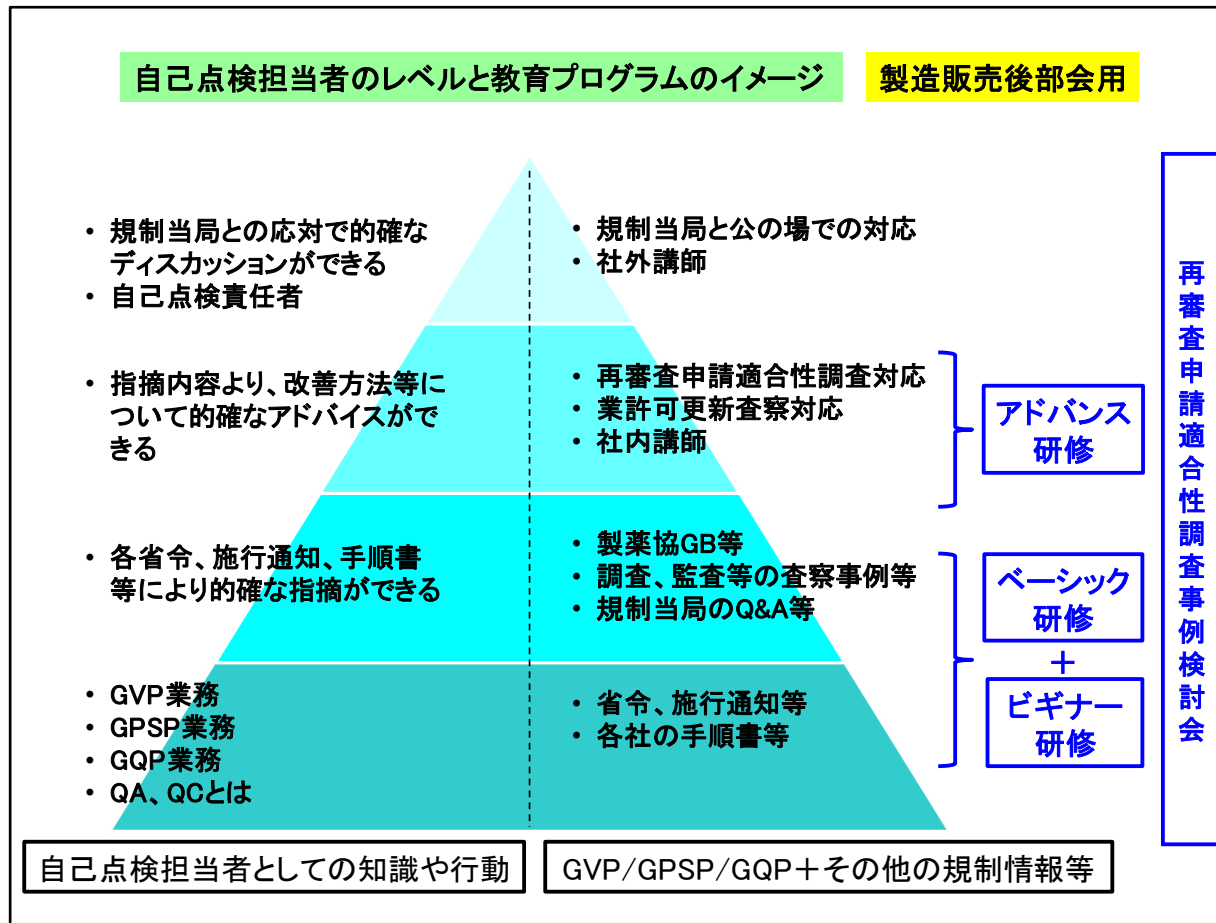 自己点検担当者のレベルと教育プログラムのイメージ
製造販売後部会用
・ 規制当局との応対で的確な
ディスカッションができる
・ 自己点検責任者
・ 規制当局と公の場での対応
・ 社外講師
・ 指摘内容より、改善方法等に
ついて的確なアドバイスがで
きる
・ 再審査申請適合性調査対応
・ 業許可更新査察対応
・ 社内講師
アドバンス
研修
・ 各省令、施行通知、手順書
等により的確な指摘ができる
・ 製薬協GB等
・ 調査、監査等の査察事例等
・ 規制当局のQ&A等
ベーシック
研修
＋
ビギナー
研修
・ GVP業務
・ GPSP業務
・ GQP業務
・ QA、QCとは
・ 省令、施行通知等
・ 各社の手順書等
再審査申請適合性調査事例検討会
自己点検担当者としての知識や行動
GVP/GPSP/GQP＋その他の規制情報等